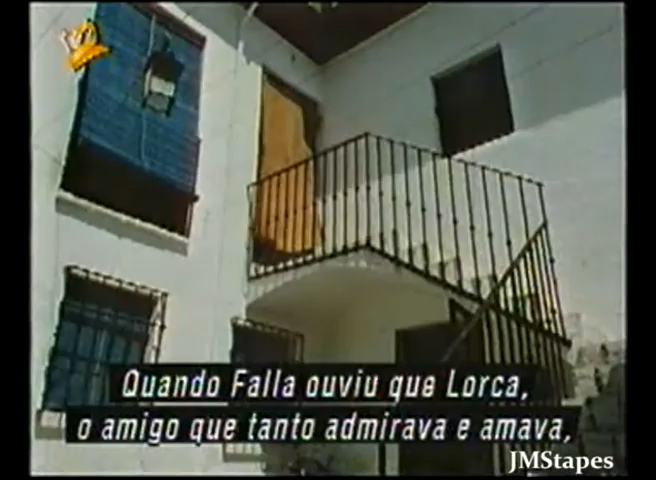 Quando Falla ouviu que Lorca,
o amigo que tanto admirava e amava,
JMStapes